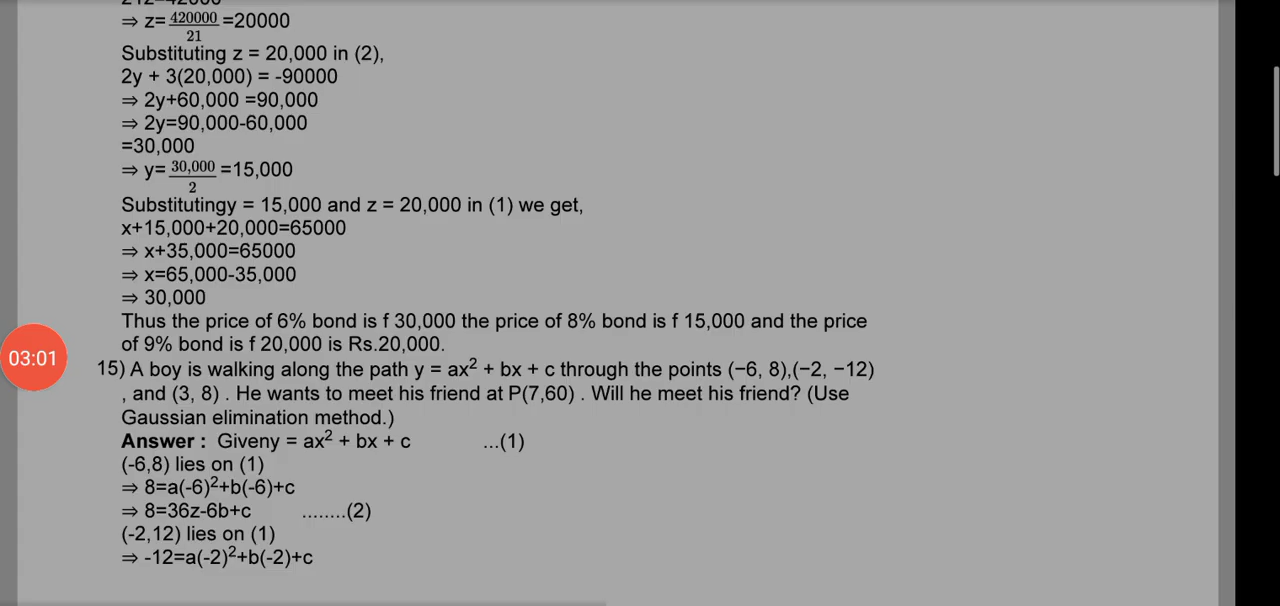 ⇒ z= 420000/21 =20000
Substituting z = 20,000 in (2),
2y + 3(20,000) = -90000
⇒ 2y+60,000 =90,000
⇒ 2y=90,000-60,000
=30,000
⇒ y= 30,000/2 =15,000
Substitutingy = 15,000 and z = 20,000 in (1) we get,
x+15,000+20,000=65000
⇒ x+35,000=65000
⇒ x=65,000-35,000
⇒ 30,000
Thus the price of 6% bond is f 30,000 the price of 8% bond is f 15,000 and the price
of 9% bond is f 20,000 is Rs.20,000.
03:01
15) A boy is walking along the path y = ax² + bx + c through the points (−6, 8),(−2, −12)
, and (3, 8) . He wants to meet his friend at P(7,60) . Will he meet his friend? (Use
Gaussian elimination method.)
Answer : Giveny = ax² + bx + c ...(1)
(-6,8) lies on (1)
⇒ 8=a(-6)²+b(-6)+c
⇒ 8=36z-6b+c ........(2)
(-2,12) lies on (1)
⇒ -12=a(-2)²+b(-2)+c